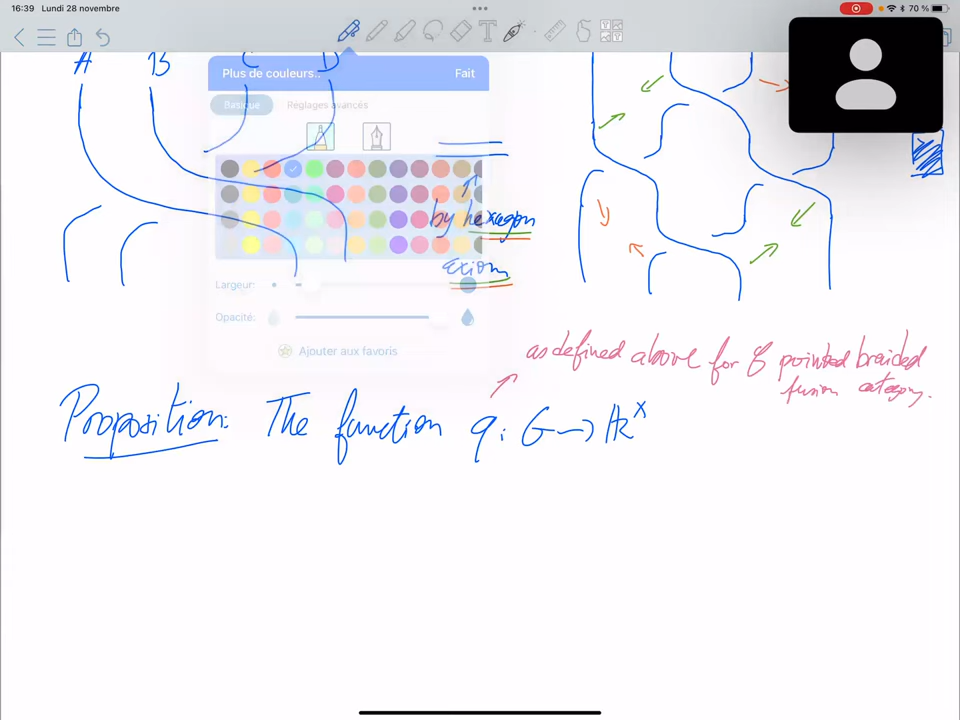 16:39 Lundi 28 novembre
70 %
A B C D
Plus de couleurs.. Fait
Basique Réglages avancés
by hexagon
axiom
Largeur:
Opacité:
Ajouter aux favoris
as defined above for pointed braided
fusion category.
Proposition: The function q: G → k^x